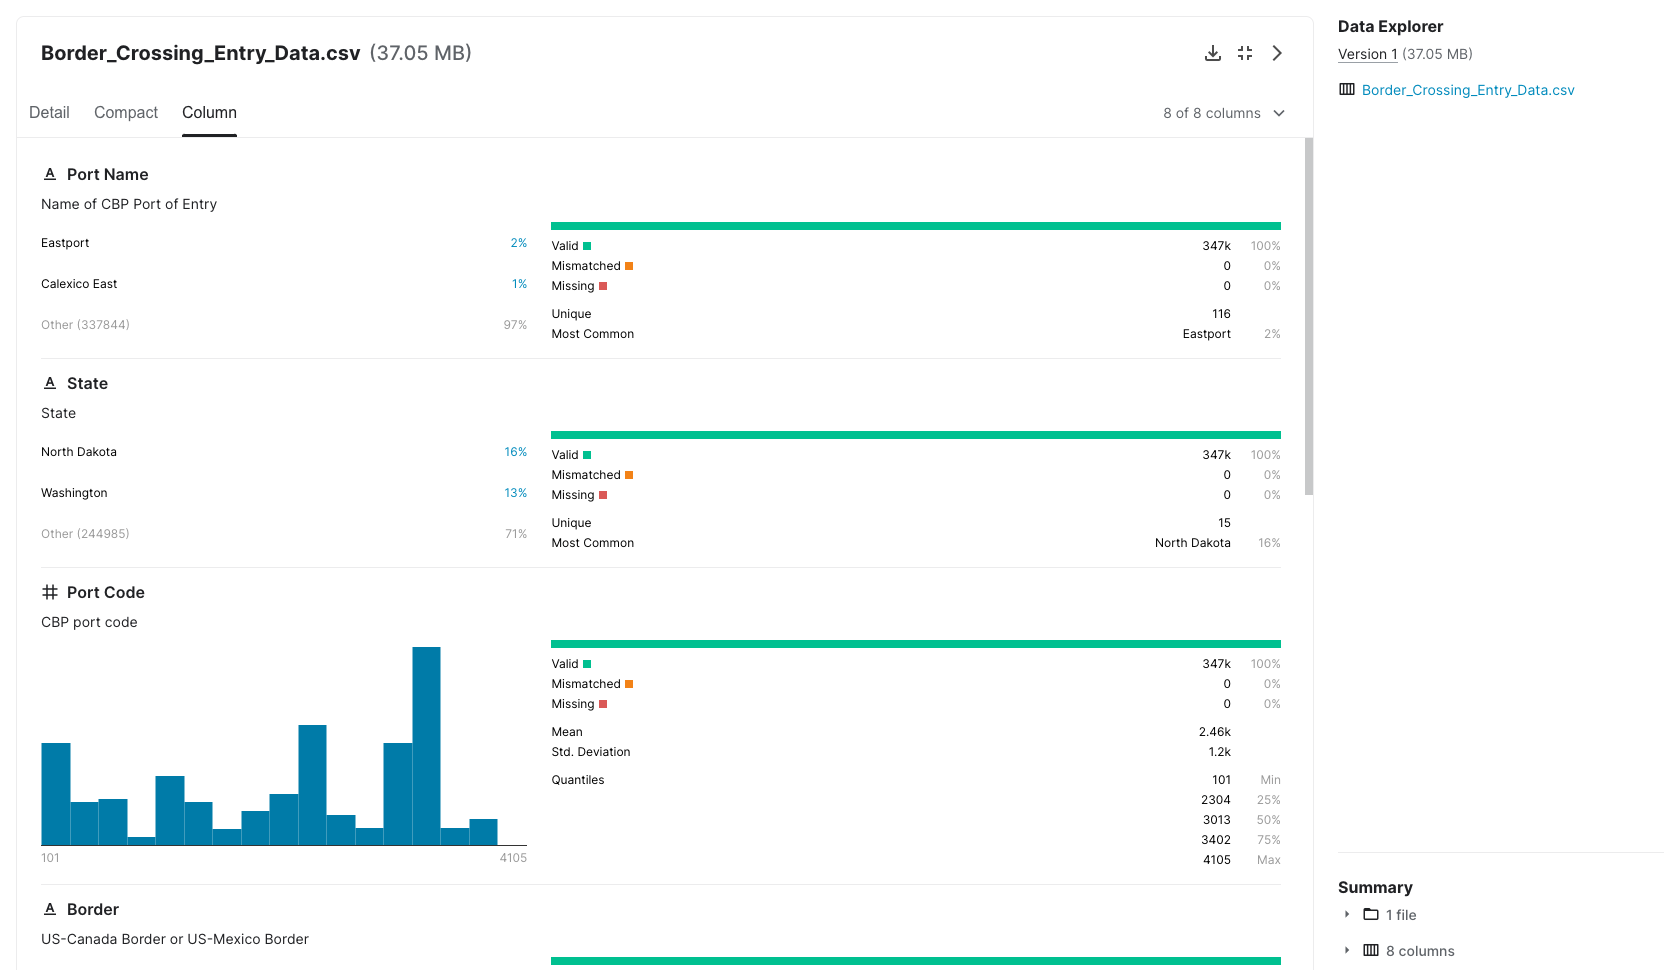 Border_Crossing_Entry_Data.csv (37.05 MB)
Detail Compact Column
8 of 8 columns
Port Name
Name of CBP Port of Entry
Eastport 2%
Calexico East 1%
Other (337844) 97%
Valid 347k 100%
Mismatched 0 0%
Missing 0 0%
Unique 116
Most Common Eastport 2%
State
State
North Dakota 16%
Washington 13%
Other (244985) 71%
Valid 347k 100%
Mismatched 0 0%
Missing 0 0%
Unique 15
Most Common North Dakota 16%
Port Code
CBP port code
101 4105
Valid 347k 100%
Mismatched 0 0%
Missing 0 0%
Mean 2.46k
Std. Deviation 1.2k
Quantiles 101 Min
2304 25%
3013 50%
3402 75%
4105 Max
Border
US-Canada Border or US-Mexico Border
Data Explorer
Version 1 (37.05 MB)
Border_Crossing_Entry_Data.csv
Summary
1 file
8 columns